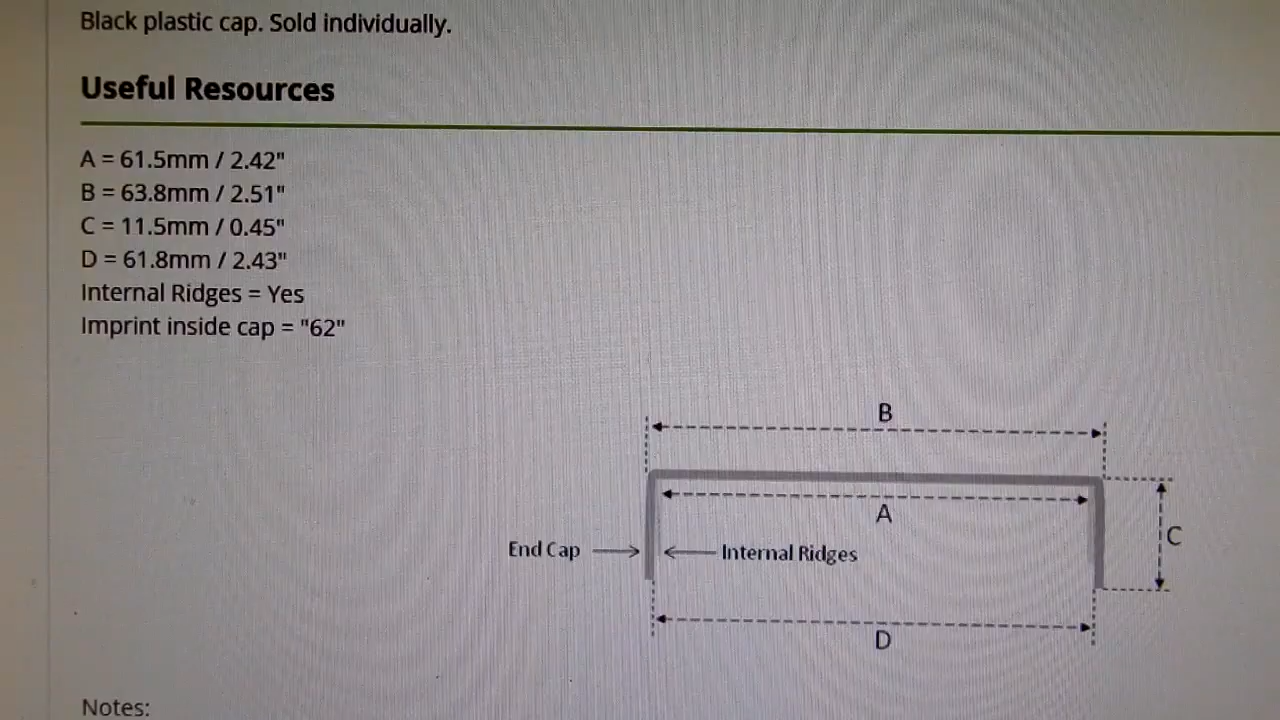 Black plastic cap. Sold individually.
Useful Resources
A = 61.5mm / 2.42"
B = 63.8mm / 2.51"
C = 11.5mm / 0.45"
D = 61.8mm / 2.43"
Internal Ridges = Yes
Imprint inside cap = "62"
B
A
C
End Cap
Internal Ridges
D
Notes: